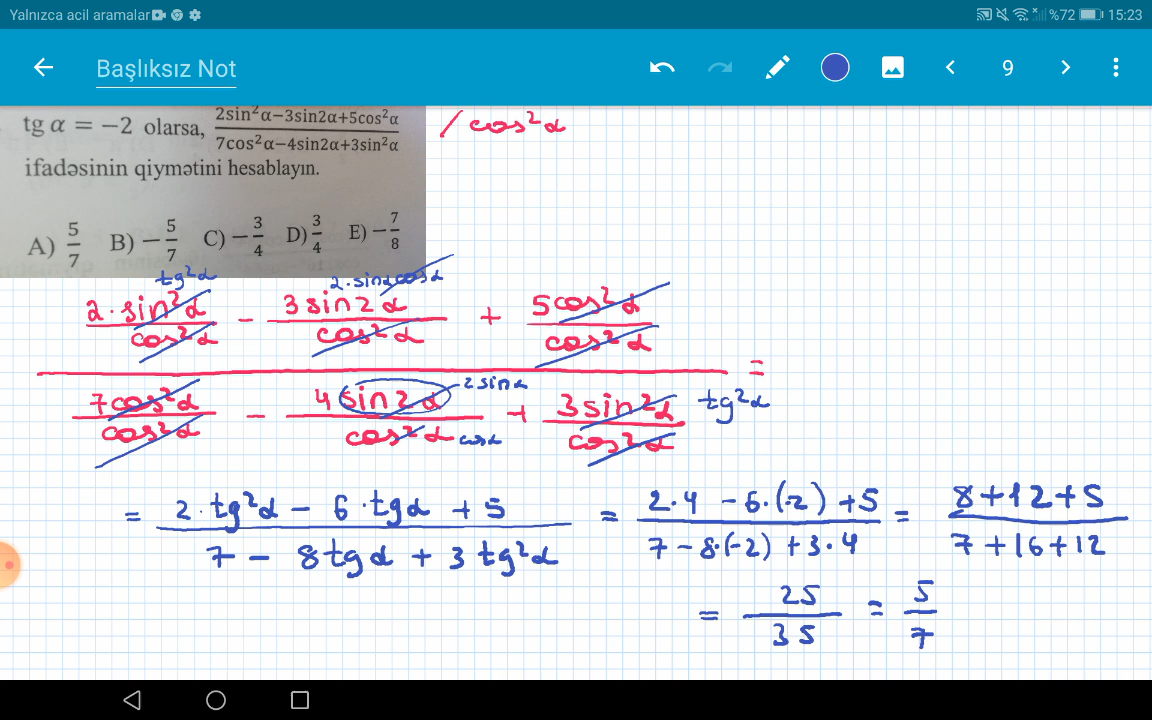 Yalnızca acil aramalar %72 15:23
Başlıksız Not 9
tg α = −2 olarsa, (2sin²α−3sin2α+5cos²α)/(7cos²α−4sin2α+3sin²α) / cos²α
ifadəsinin qiymətini hesablayın.
A) 5/7 B) −5/7 C) −3/4 D) 3/4 E) −7/8
tg²α 2·sinαcosα
2·sin²α/cos²α − 3sin2α/cos²α + 5cos²α/cos²α
=
7cos²α/cos²α − 4sin2α/cos²α + 3sin²α/cos²α
2sinα cosα tg²α
= (2·tg²α − 6·tgα + 5)/(7 − 8tgα + 3tg²α) = (2·4 − 6·(-2) + 5)/(7 − 8·(-2) + 3·4) = (8+12+5)/(7+16+12)
= 25/35 = 5/7